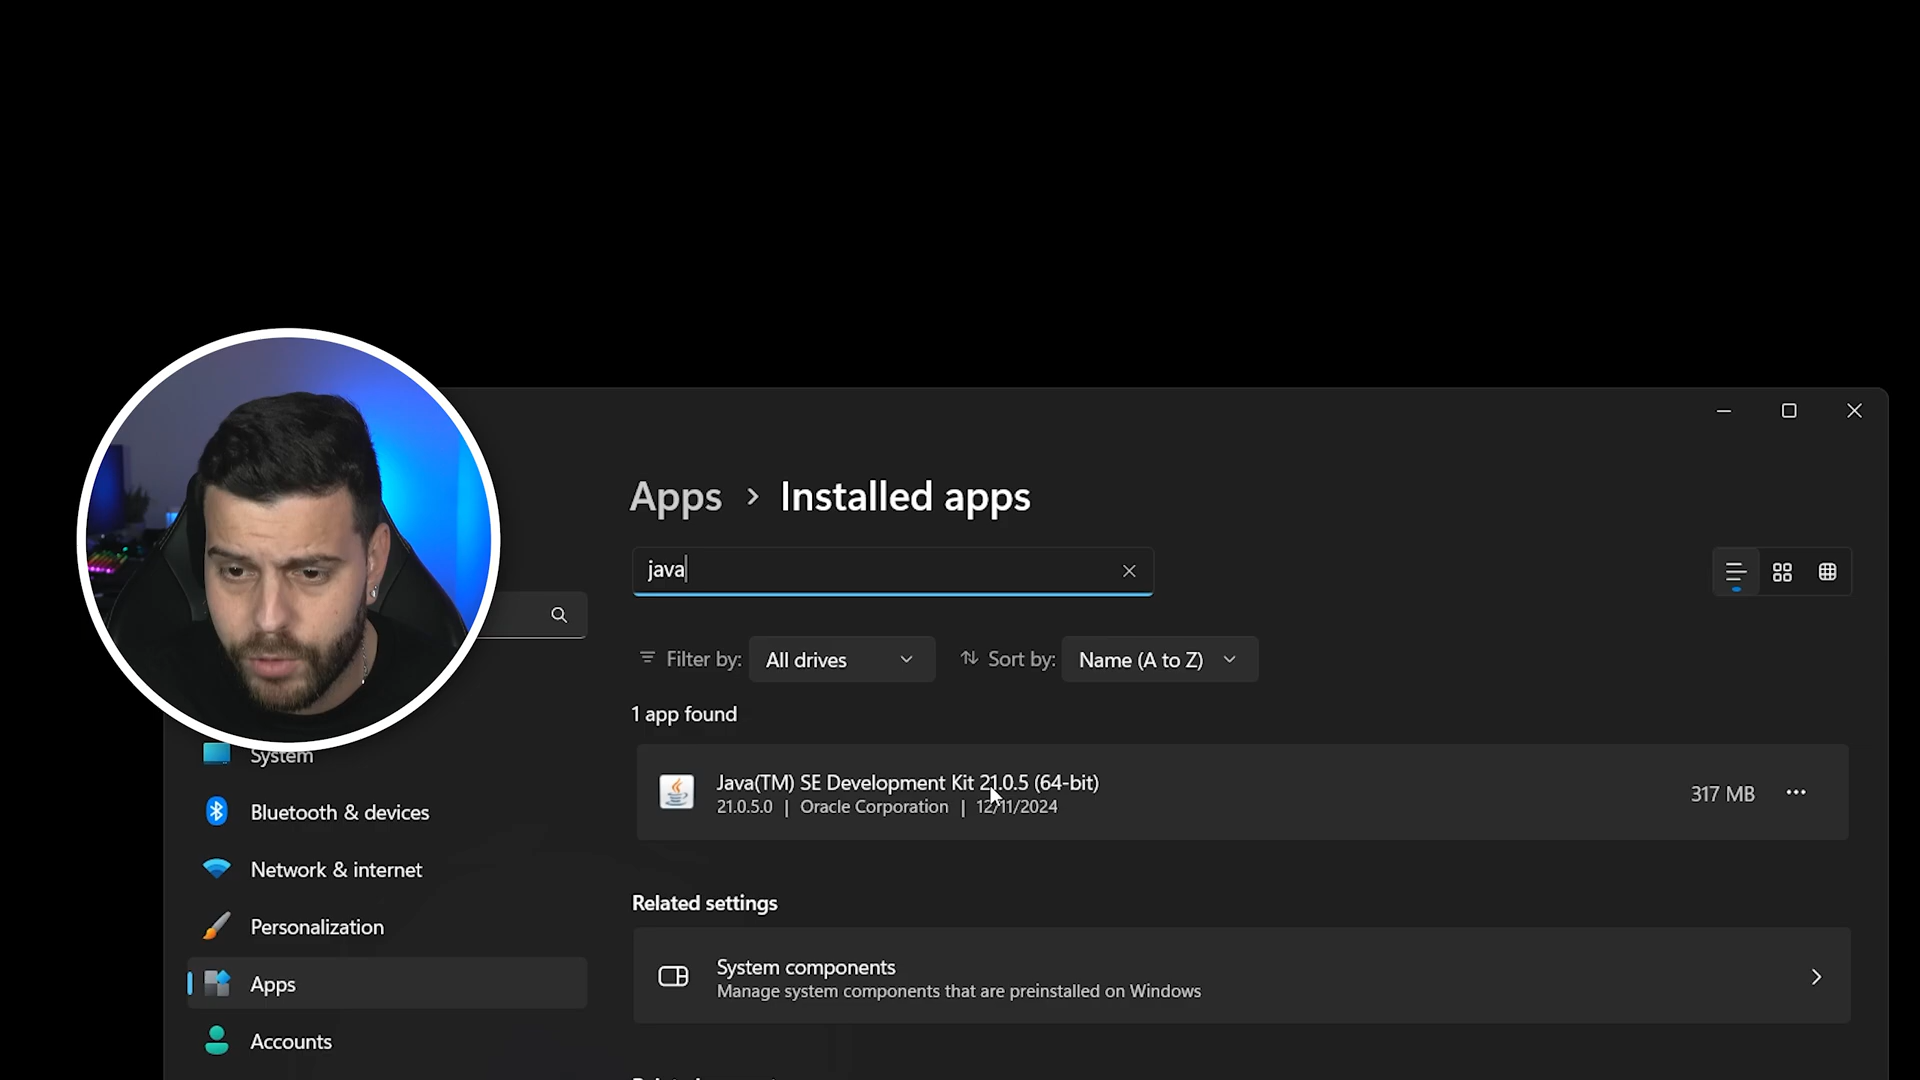 Apps > Installed apps
java
Filter by: All drives
Sort by: Name (A to Z)
1 app found
Java(TM) SE Development Kit 21.0.5 (64-bit)
21.0.5.0 | Oracle Corporation | 12/11/2024
317 MB
Related settings
System components
Manage system components that are preinstalled on Windows
System
Bluetooth & devices
Network & internet
Personalization
Apps
Accounts